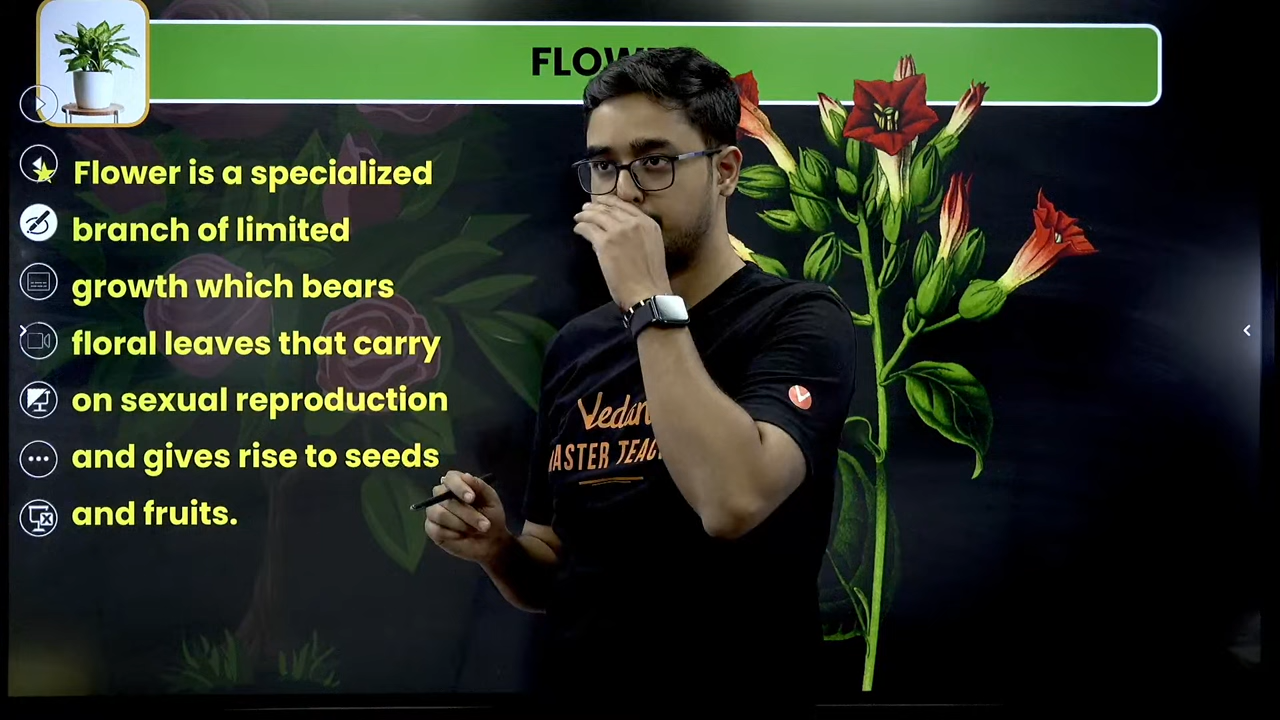 Flower is a specialized
branch of limited
growth which bears
floral leaves that carry
on sexual reproduction
and gives rise to seeds
and fruits.